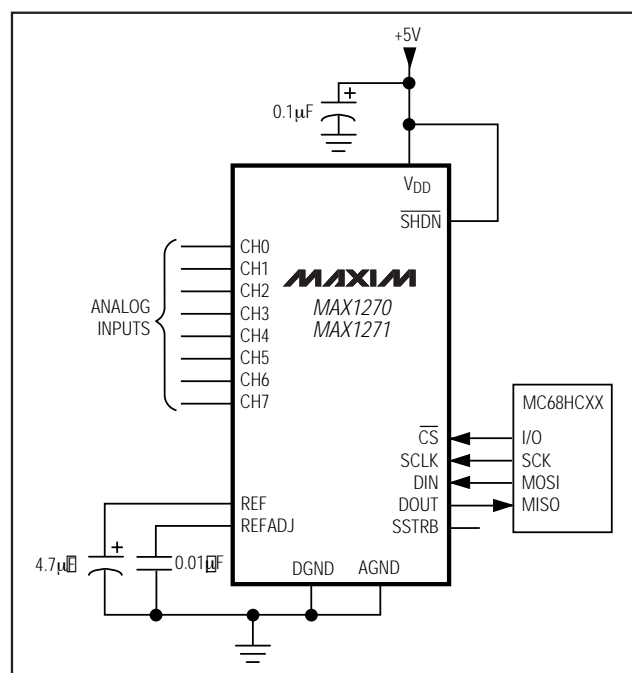 +5V
0.1μF
+
VDD
SHDN
CH0
CH1
CH2
CH3
CH4
CH5
CH6
CH7
ANALOG
INPUTS
MAXIM
MAX1270
MAX1271
MC68HCXX
CS
I/O
SCLK
SCK
DIN
MOSI
DOUT
MISO
SSTRB
REF
REFADJ
+
4.7μF
0.01μF
DGND
AGND